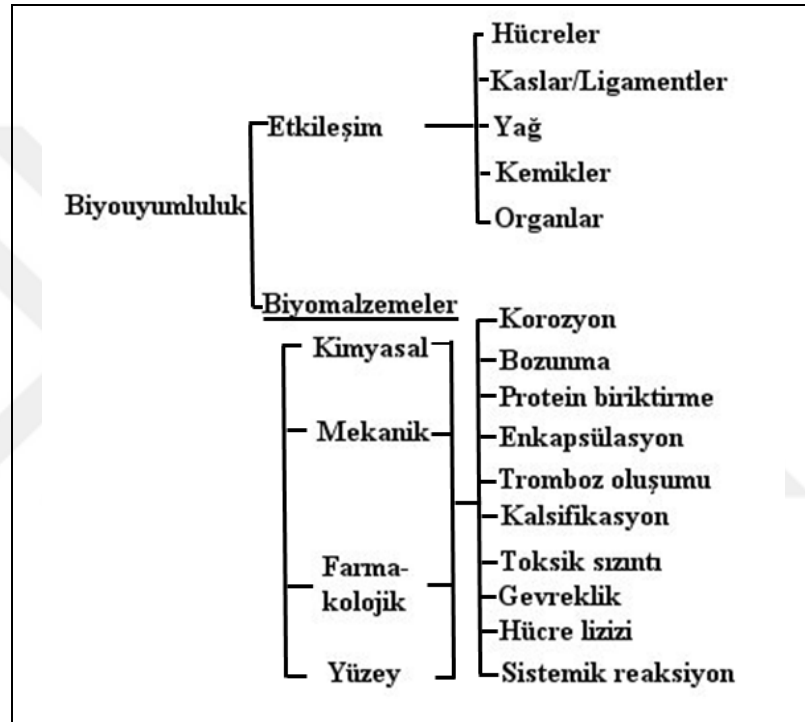 Hücreler
Kaslar/Ligamentler
Etkileşim
Yağ
Kemikler
Biyouyumluluk
Organlar
Biyomalzemeler
Korozyon
Kimyasal
Bozunma
Protein biriktirme
Mekanik
Enkapsülasyon
Tromboz oluşumu
Kalsifikasyon
Farma-
kolojik
Toksik sızıntı
Gevreklik
Hücre lizizi
Yüzey
Sistemik reaksiyon